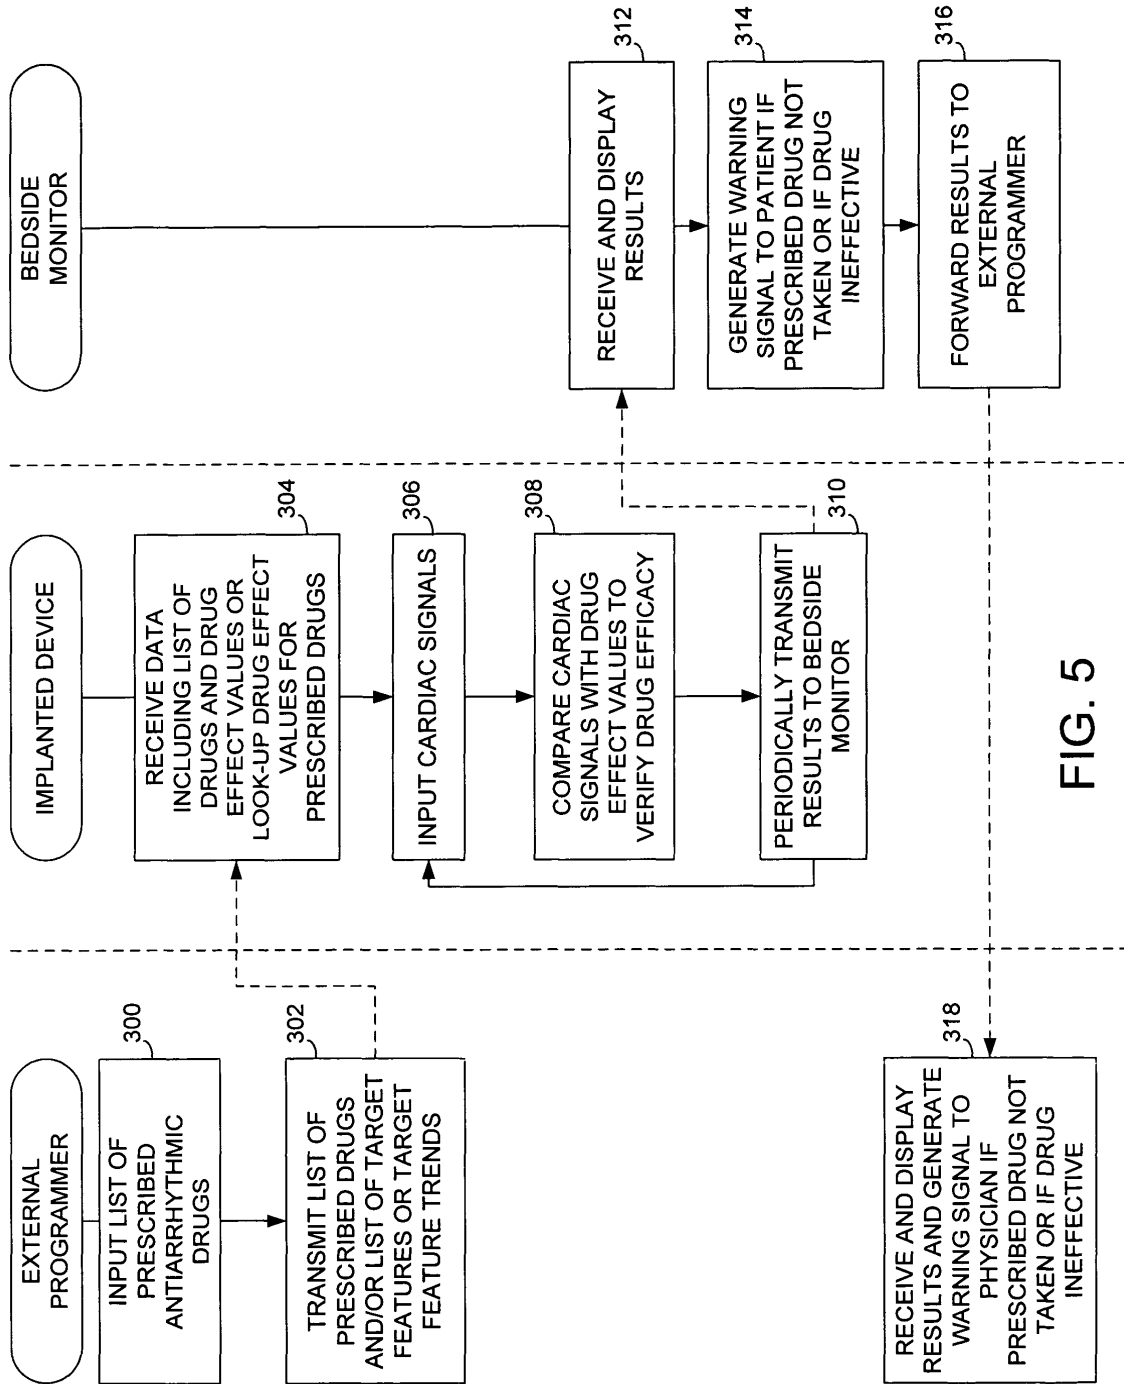 EXTERNAL
PROGRAMMER
300
INPUT LIST OF
PRESCRIBED
ANTIARRHYTHMIC
DRUGS
302
TRANSMIT LIST OF
PRESCRIBED DRUGS
AND/OR LIST OF TARGET
FEATURES OR TARGET
FEATURE TRENDS
318
RECEIVE AND DISPLAY
RESULTS AND GENERATE
WARNING SIGNAL TO
PHYSICIAN IF
PRESCRIBED DRUG NOT
TAKEN OR IF DRUG
INEFFECTIVE
IMPLANTED DEVICE
304
RECEIVE DATA
INCLUDING LIST OF
DRUGS AND DRUG
EFFECT VALUES OR
LOOK-UP DRUG EFFECT
VALUES FOR
PRESCRIBED DRUGS
306
INPUT CARDIAC SIGNALS
308
COMPARE CARDIAC
SIGNALS WITH DRUG
EFFECT VALUES TO
VERIFY DRUG EFFICACY
310
PERIODICALLY TRANSMIT
RESULTS TO BEDSIDE
MONITOR
BEDSIDE
MONITOR
312
RECEIVE AND DISPLAY
RESULTS
314
GENERATE WARNING
SIGNAL TO PATIENT IF
PRESCRIBED DRUG NOT
TAKEN OR IF DRUG
INEFFECTIVE
316
FORWARD RESULTS TO
EXTERNAL
PROGRAMMER
FIG. 5